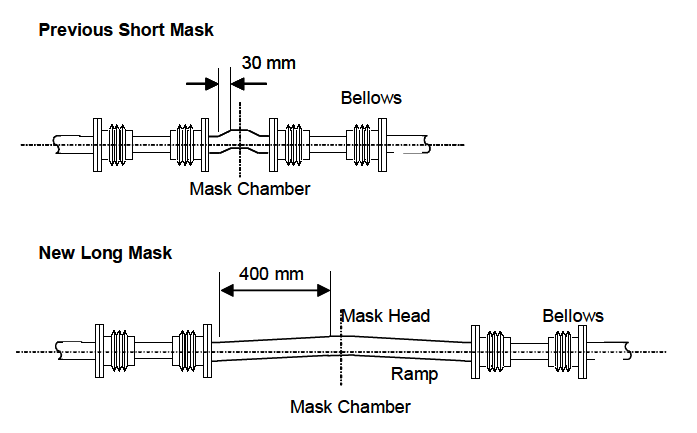 Previous Short Mask
30 mm
Bellows
Mask Chamber
New Long Mask
400 mm
Mask Head
Bellows
Ramp
Mask Chamber